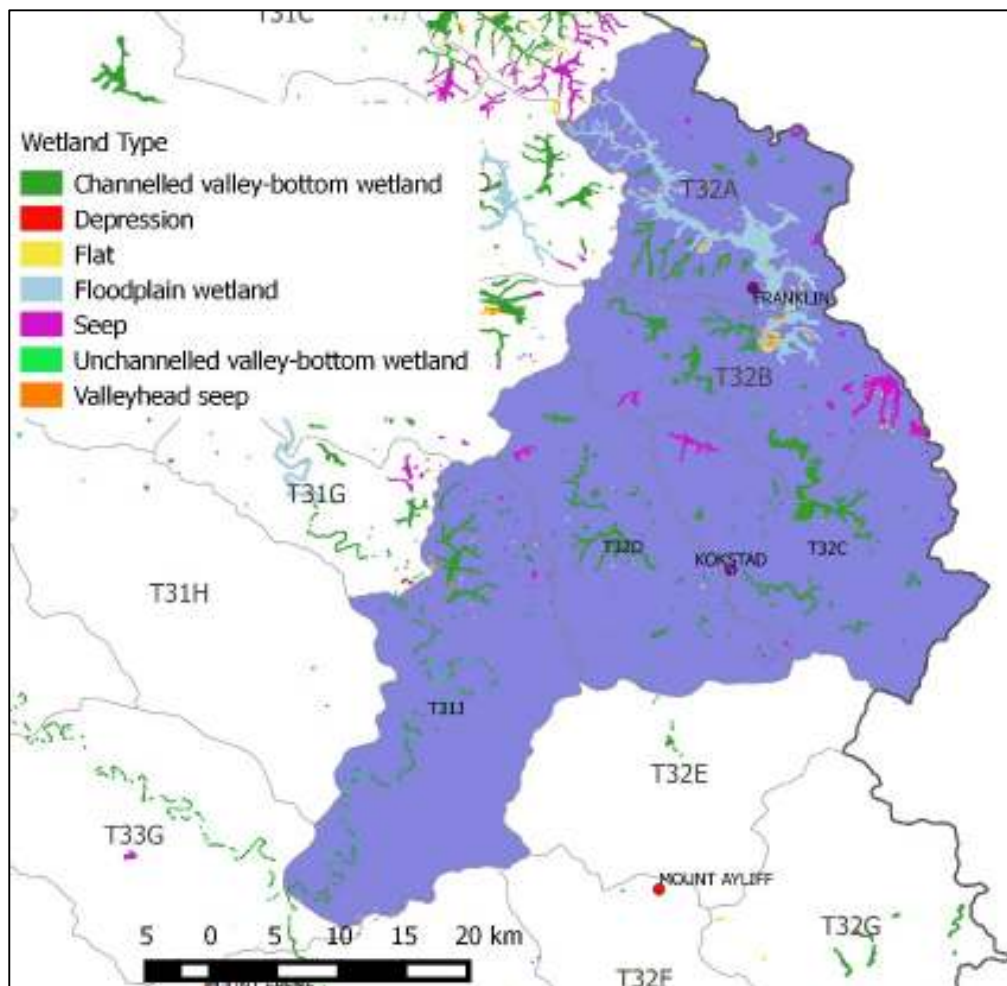 T31C
Wetland Type
Channelled valley-bottom wetland
Depression
Flat
Floodplain wetland
Seep
Unchannelled valley-bottom wetland
Valleyhead seep
T32A
FRANKLIN
T32B
T31G
T32D
KOKSTAD
T32C
T31H
T31J
T32E
T33G
MOUNT AYLIFF
T32G
5 0 5 10 15 20 km
T32F